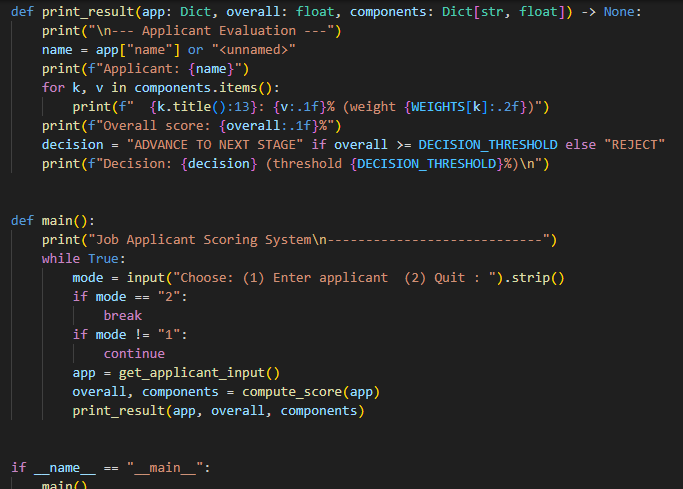 def print_result(app: Dict, overall: float, components: Dict[str, float]) -> None:
    print("\n--- Applicant Evaluation ---")
    name = app["name"] or "<unnamed>"
    print(f"Applicant: {name}")
    for k, v in components.items():
        print(f"  {k.title():13}: {v:.1f}% (weight {WEIGHTS[k]:.2f})")
    print(f"Overall score: {overall:.1f}%")
    decision = "ADVANCE TO NEXT STAGE" if overall >= DECISION_THRESHOLD else "REJECT"
    print(f"Decision: {decision} (threshold {DECISION_THRESHOLD}%)\n")
def main():
    print("Job Applicant Scoring System\n----------------------------")
    while True:
        mode = input("Choose: (1) Enter applicant  (2) Quit : ").strip()
        if mode == "2":
            break
        if mode != "1":
            continue
        app = get_applicant_input()
        overall, components = compute_score(app)
        print_result(app, overall, components)
if __name__ == "__main__":
    main()